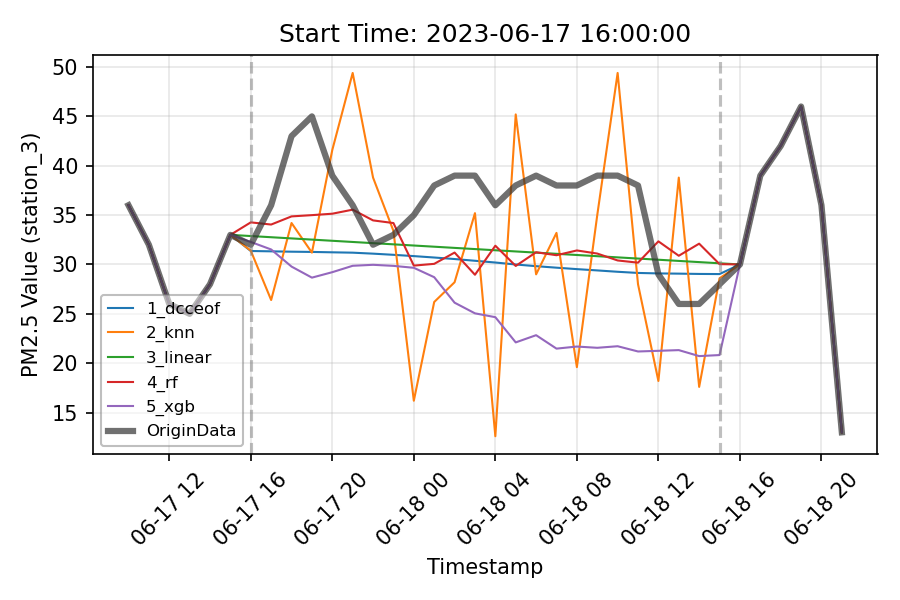 Start Time: 2023-06-17 16:00:00
PM2.5 Value (station_3)
50
45
40
35
30
25
20
15
1_dcceof
2_knn
3_linear
4_rf
5_xgb
OriginData
06-17 12
06-17 16
06-17 20
06-18 00
06-18 04
06-18 08
06-18 12
06-18 16
06-18 20
Timestamp